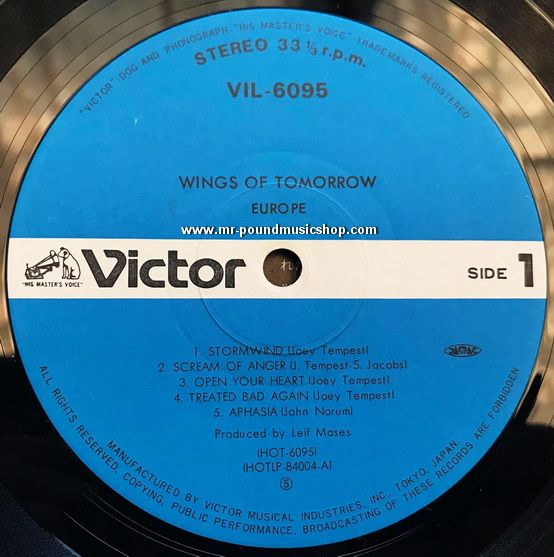 "VICTOR", DOG AND PHONOGRAPH, "HIS MASTER'S VOICE" TRADEMARKS REGISTERED
STEREO 33 1/3 r.p.m.
VIL-6095
WINGS OF TOMORROW
EUROPE
www.mr-poundmusicshop.com
"HIS MASTER'S VOICE"
Victor
れ
SIDE 1
1. STORMWIND (Joey Tempest)
2. SCREAM OF ANGER (J. Tempest-S. Jacobs)
3. OPEN YOUR HEART (Joey Tempest)
4. TREATED BAD AGAIN (Joey Tempest)
5. APHASIA (John Norum)
Produced by Leif Mases
(HOT-6095)
(HOTLP-84004-A)
⑤
ALL RIGHTS RESERVED. COPYING, PUBLIC PERFORMANCE, BROADCASTING OF THESE RECORDS ARE FORBIDDEN
MANUFACTURED BY VICTOR MUSICAL INDUSTRIES, INC., TOKYO, JAPAN